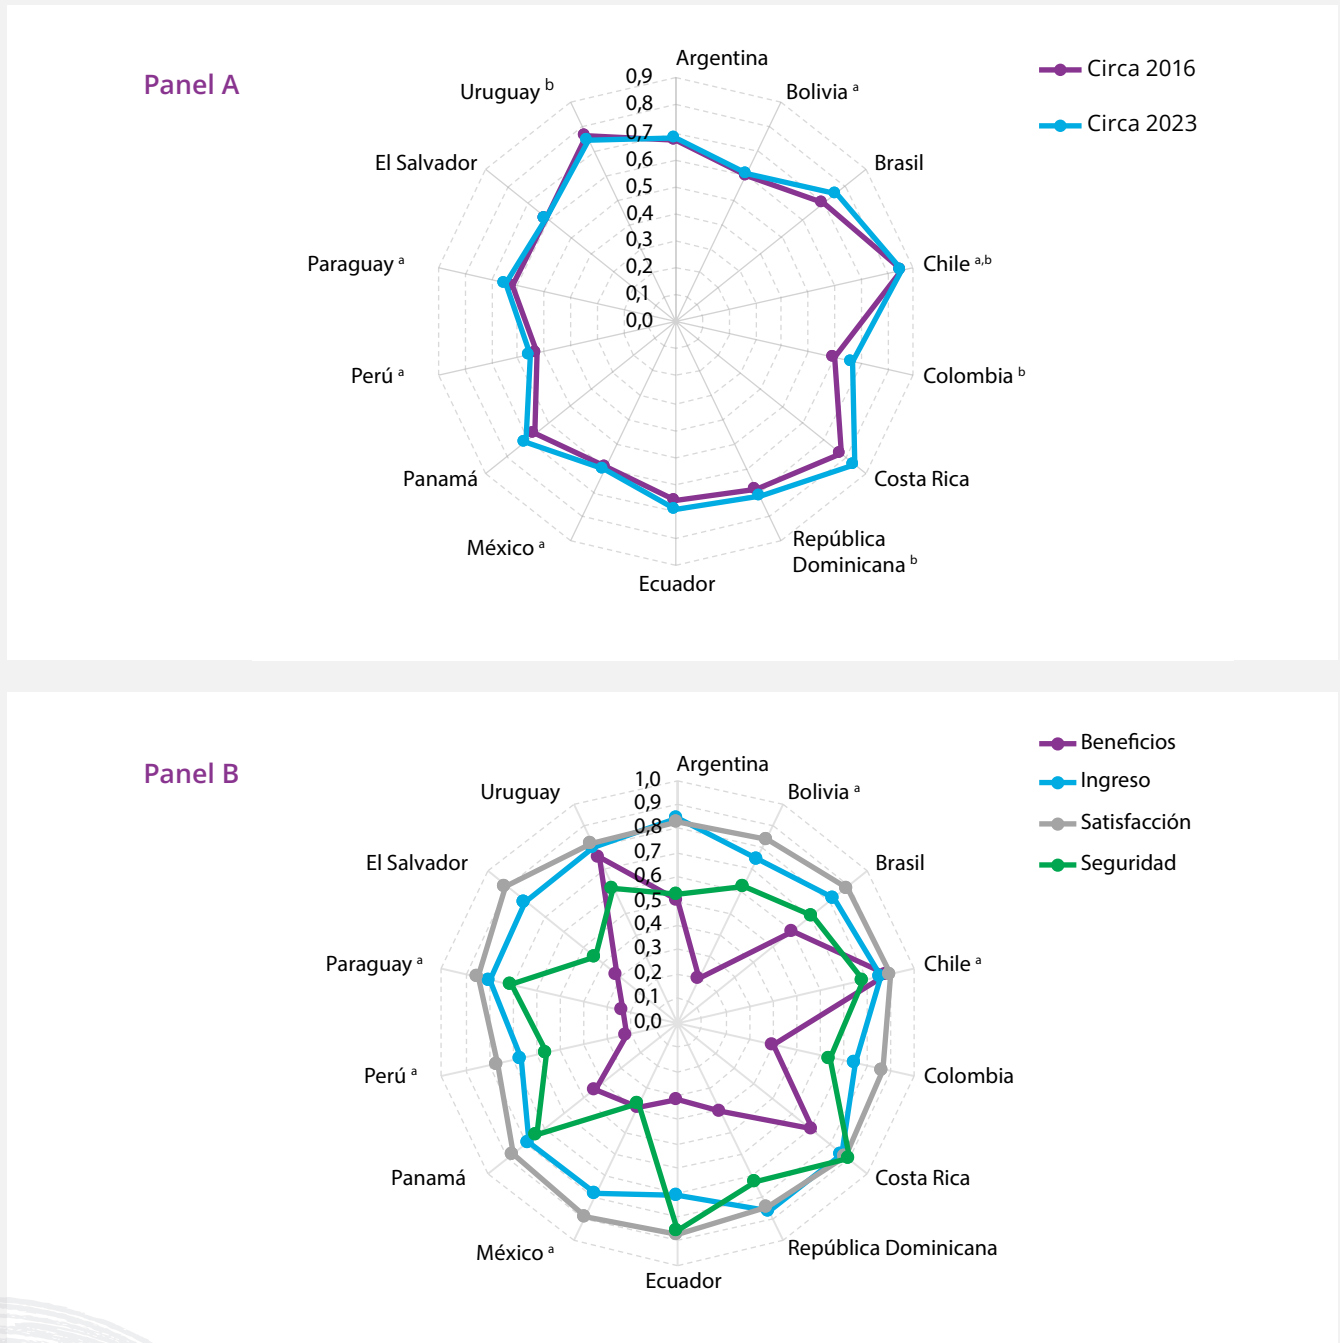 Panel A
Argentina
Bolivia a
Brasil
Chile a,b
Colombia b
Costa Rica
República
Dominicana b
Ecuador
México a
Panamá
Perú a
Paraguay a
El Salvador
Uruguay b
0,9
0,8
0,7
0,6
0,5
0,4
0,3
0,2
0,1
0,0
Circa 2016
Circa 2023
Panel B
Argentina
Bolivia a
Brasil
Chile a
Colombia
Costa Rica
República Dominicana
Ecuador
México a
Panamá
Perú a
Paraguay a
El Salvador
Uruguay
1,0
0,9
0,8
0,7
0,6
0,5
0,4
0,3
0,2
0,1
0,0
Beneficios
Ingreso
Satisfacción
Seguridad